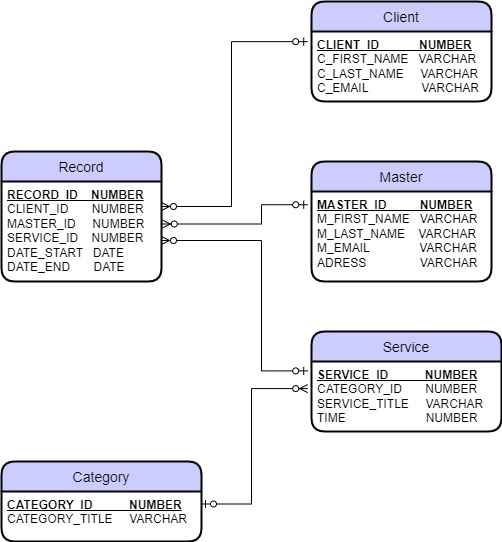 Client
CLIENT_ID NUMBER
C_FIRST_NAME VARCHAR
C_LAST_NAME VARCHAR
C_EMAIL VARCHAR
Record
RECORD_ID NUMBER
CLIENT_ID NUMBER
MASTER_ID NUMBER
SERVICE_ID NUMBER
DATE_START DATE
DATE_END DATE
Master
MASTER_ID NUMBER
M_FIRST_NAME VARCHAR
M_LAST_NAME VARCHAR
M_EMAIL VARCHAR
ADRESS VARCHAR
Service
SERVICE_ID NUMBER
CATEGORY_ID NUMBER
SERVICE_TITLE VARCHAR
TIME NUMBER
Category
CATEGORY_ID NUMBER
CATEGORY_TITLE VARCHAR